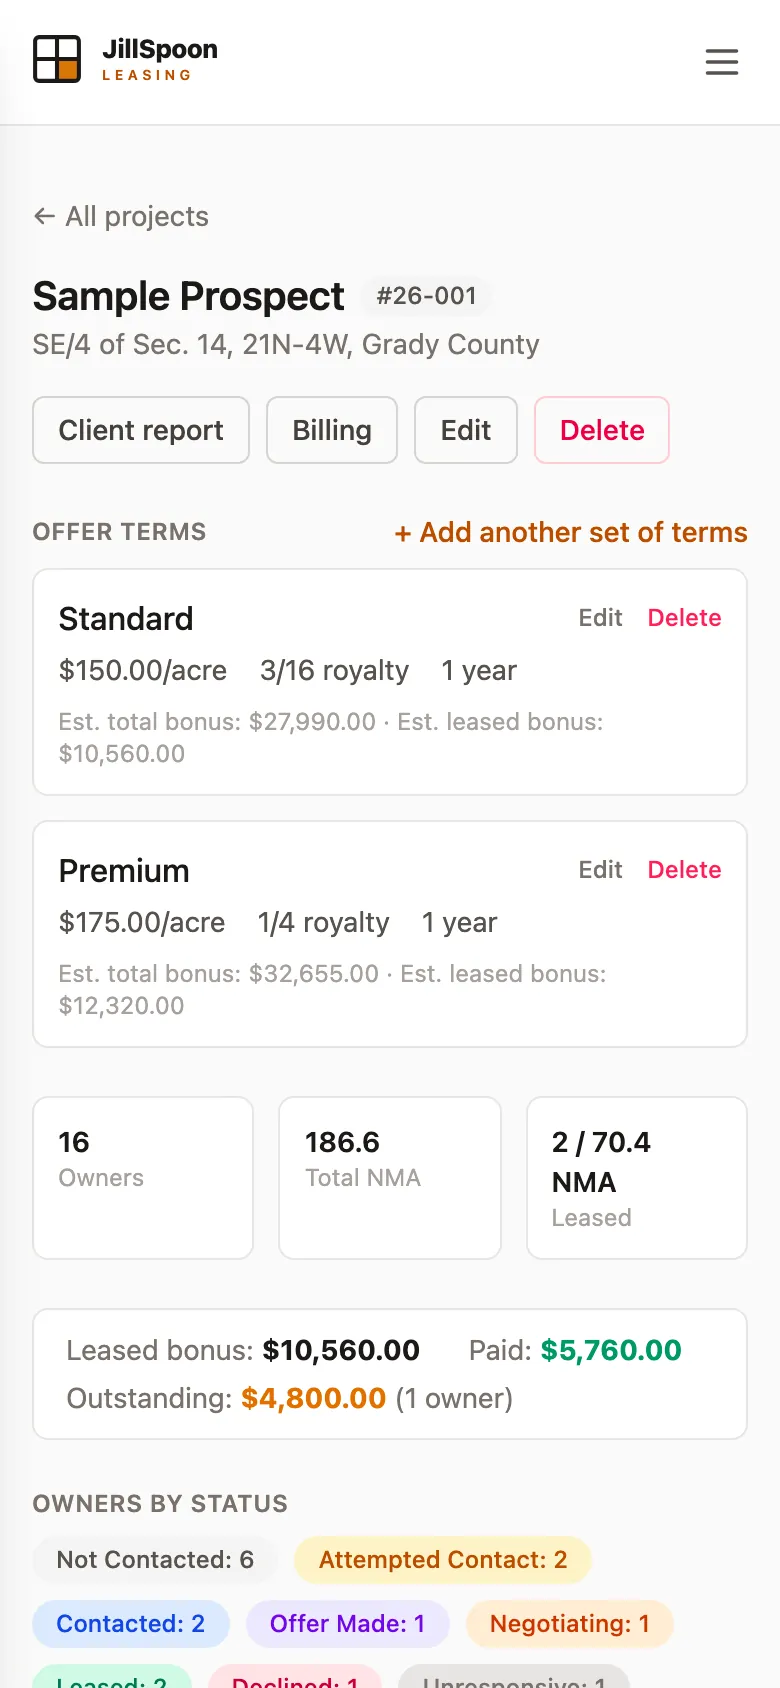 JillSpoon
LEASING
← All projects
Sample Prospect #26-001
SE/4 of Sec. 14, 21N-4W, Grady County
Client report Billing Edit Delete
OFFER TERMS + Add another set of terms
Standard Edit Delete
$150.00/acre 3/16 royalty 1 year
Est. total bonus: $27,990.00 · Est. leased bonus:
$10,560.00
Premium Edit Delete
$175.00/acre 1/4 royalty 1 year
Est. total bonus: $32,655.00 · Est. leased bonus:
$12,320.00
16
Owners
186.6
Total NMA
2 / 70.4
NMA
Leased
Leased bonus: $10,560.00 Paid: $5,760.00
Outstanding: $4,800.00 (1 owner)
OWNERS BY STATUS
Not Contacted: 6 Attempted Contact: 2
Contacted: 2 Offer Made: 1 Negotiating: 1
Leased: 2 Declined: 1 Unresponsive: 1